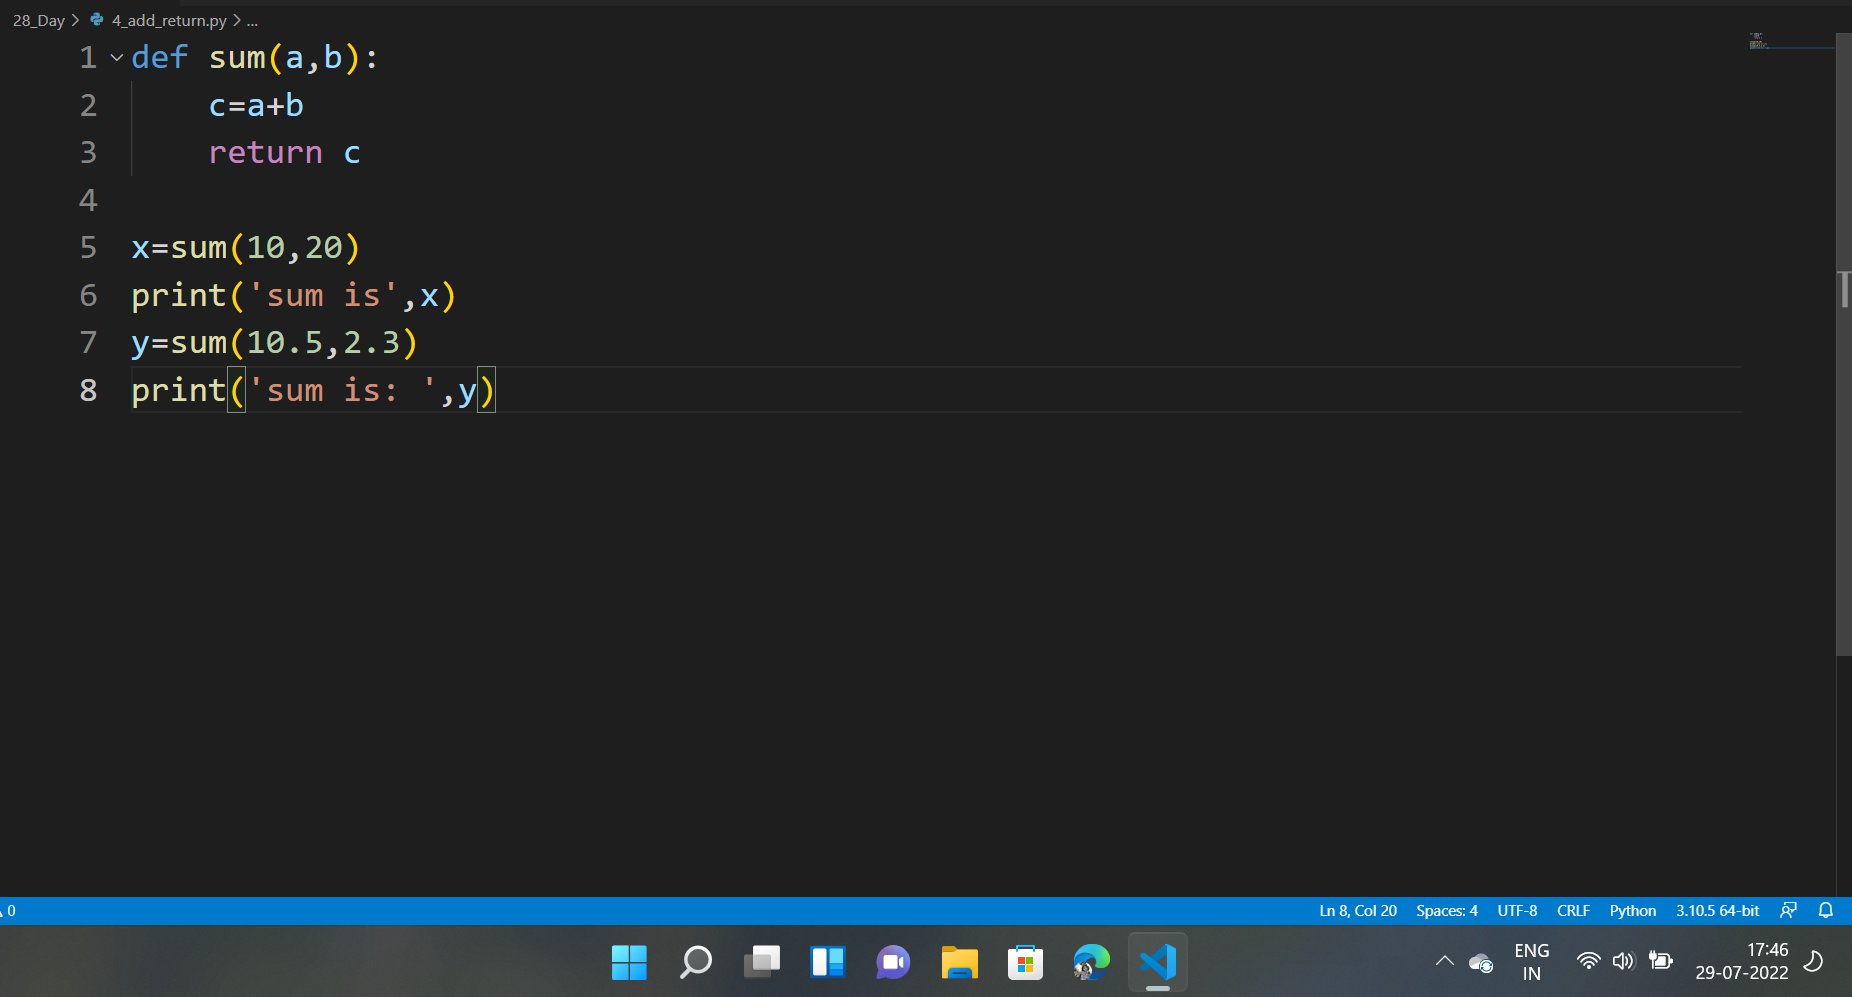 28_Day > 4_add_return.py > ...
1 def sum(a,b):
2     c=a+b
3     return c
4
5 x=sum(10,20)
6 print('sum is',x)
7 y=sum(10.5,2.3)
8 print('sum is: ',y)
0 Ln 8, Col 20 Spaces: 4 UTF-8 CRLF Python 3.10.5 64-bit
ENG 17:46
IN 29-07-2022